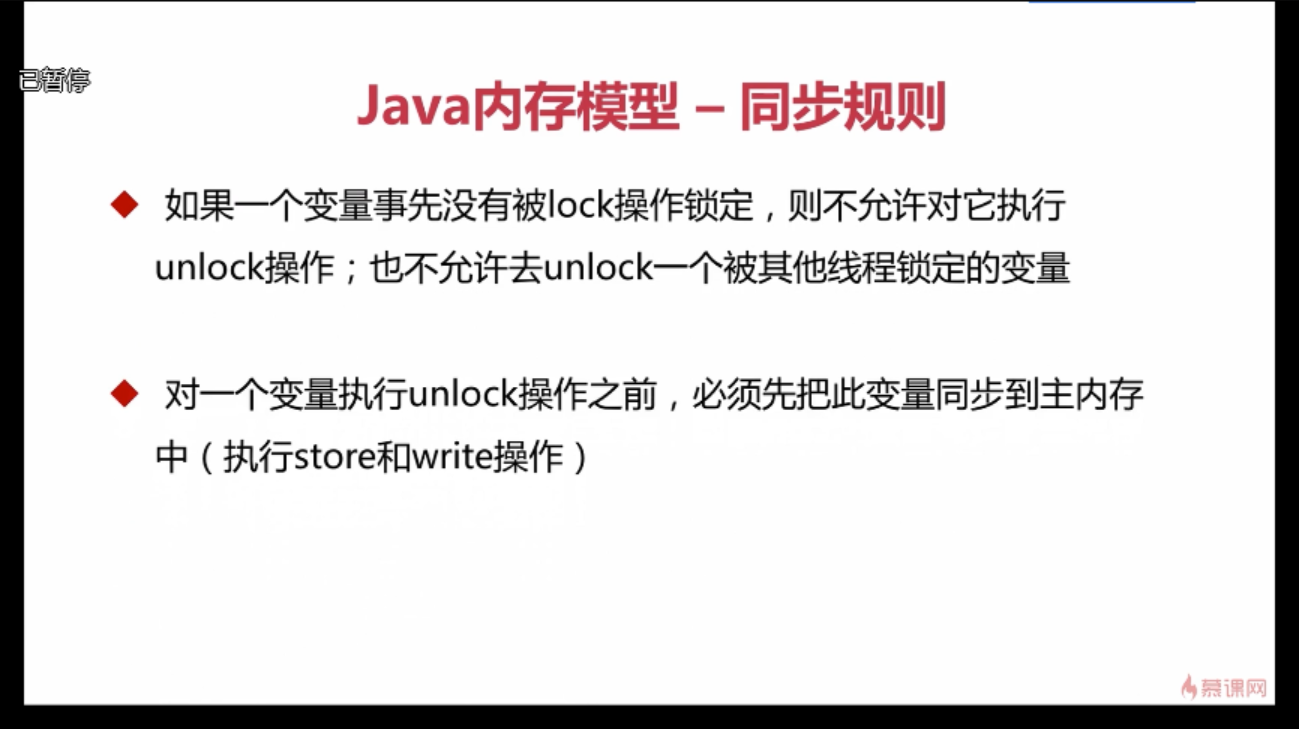 已暂停
Java内存模型 – 同步规则
如果一个变量事先没有被lock操作锁定，则不允许对它执行
unlock操作；也不允许去unlock一个被其他线程锁定的变量
对一个变量执行unlock操作之前，必须先把此变量同步到主内存
中（执行store和write操作）
慕课网